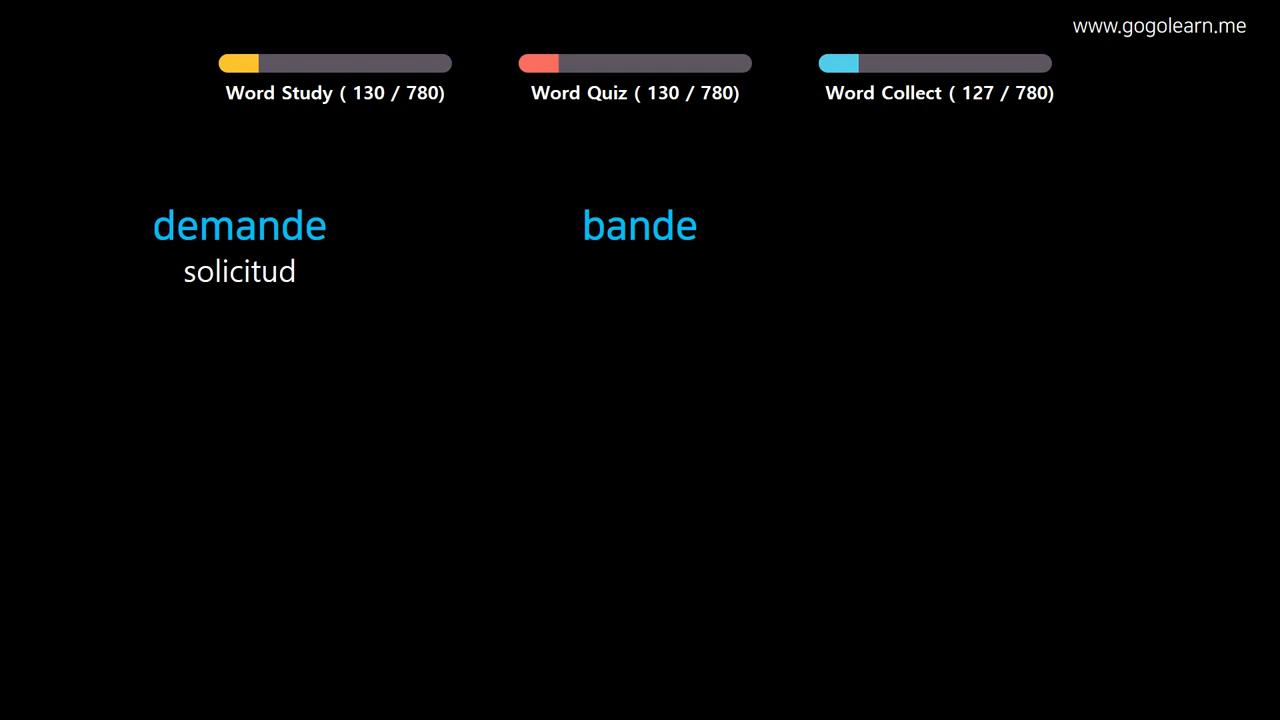 www.gogolearn.me
Word Study ( 130 / 780)
Word Quiz ( 130 / 780)
Word Collect ( 127 / 780)
demande
solicitud
bande